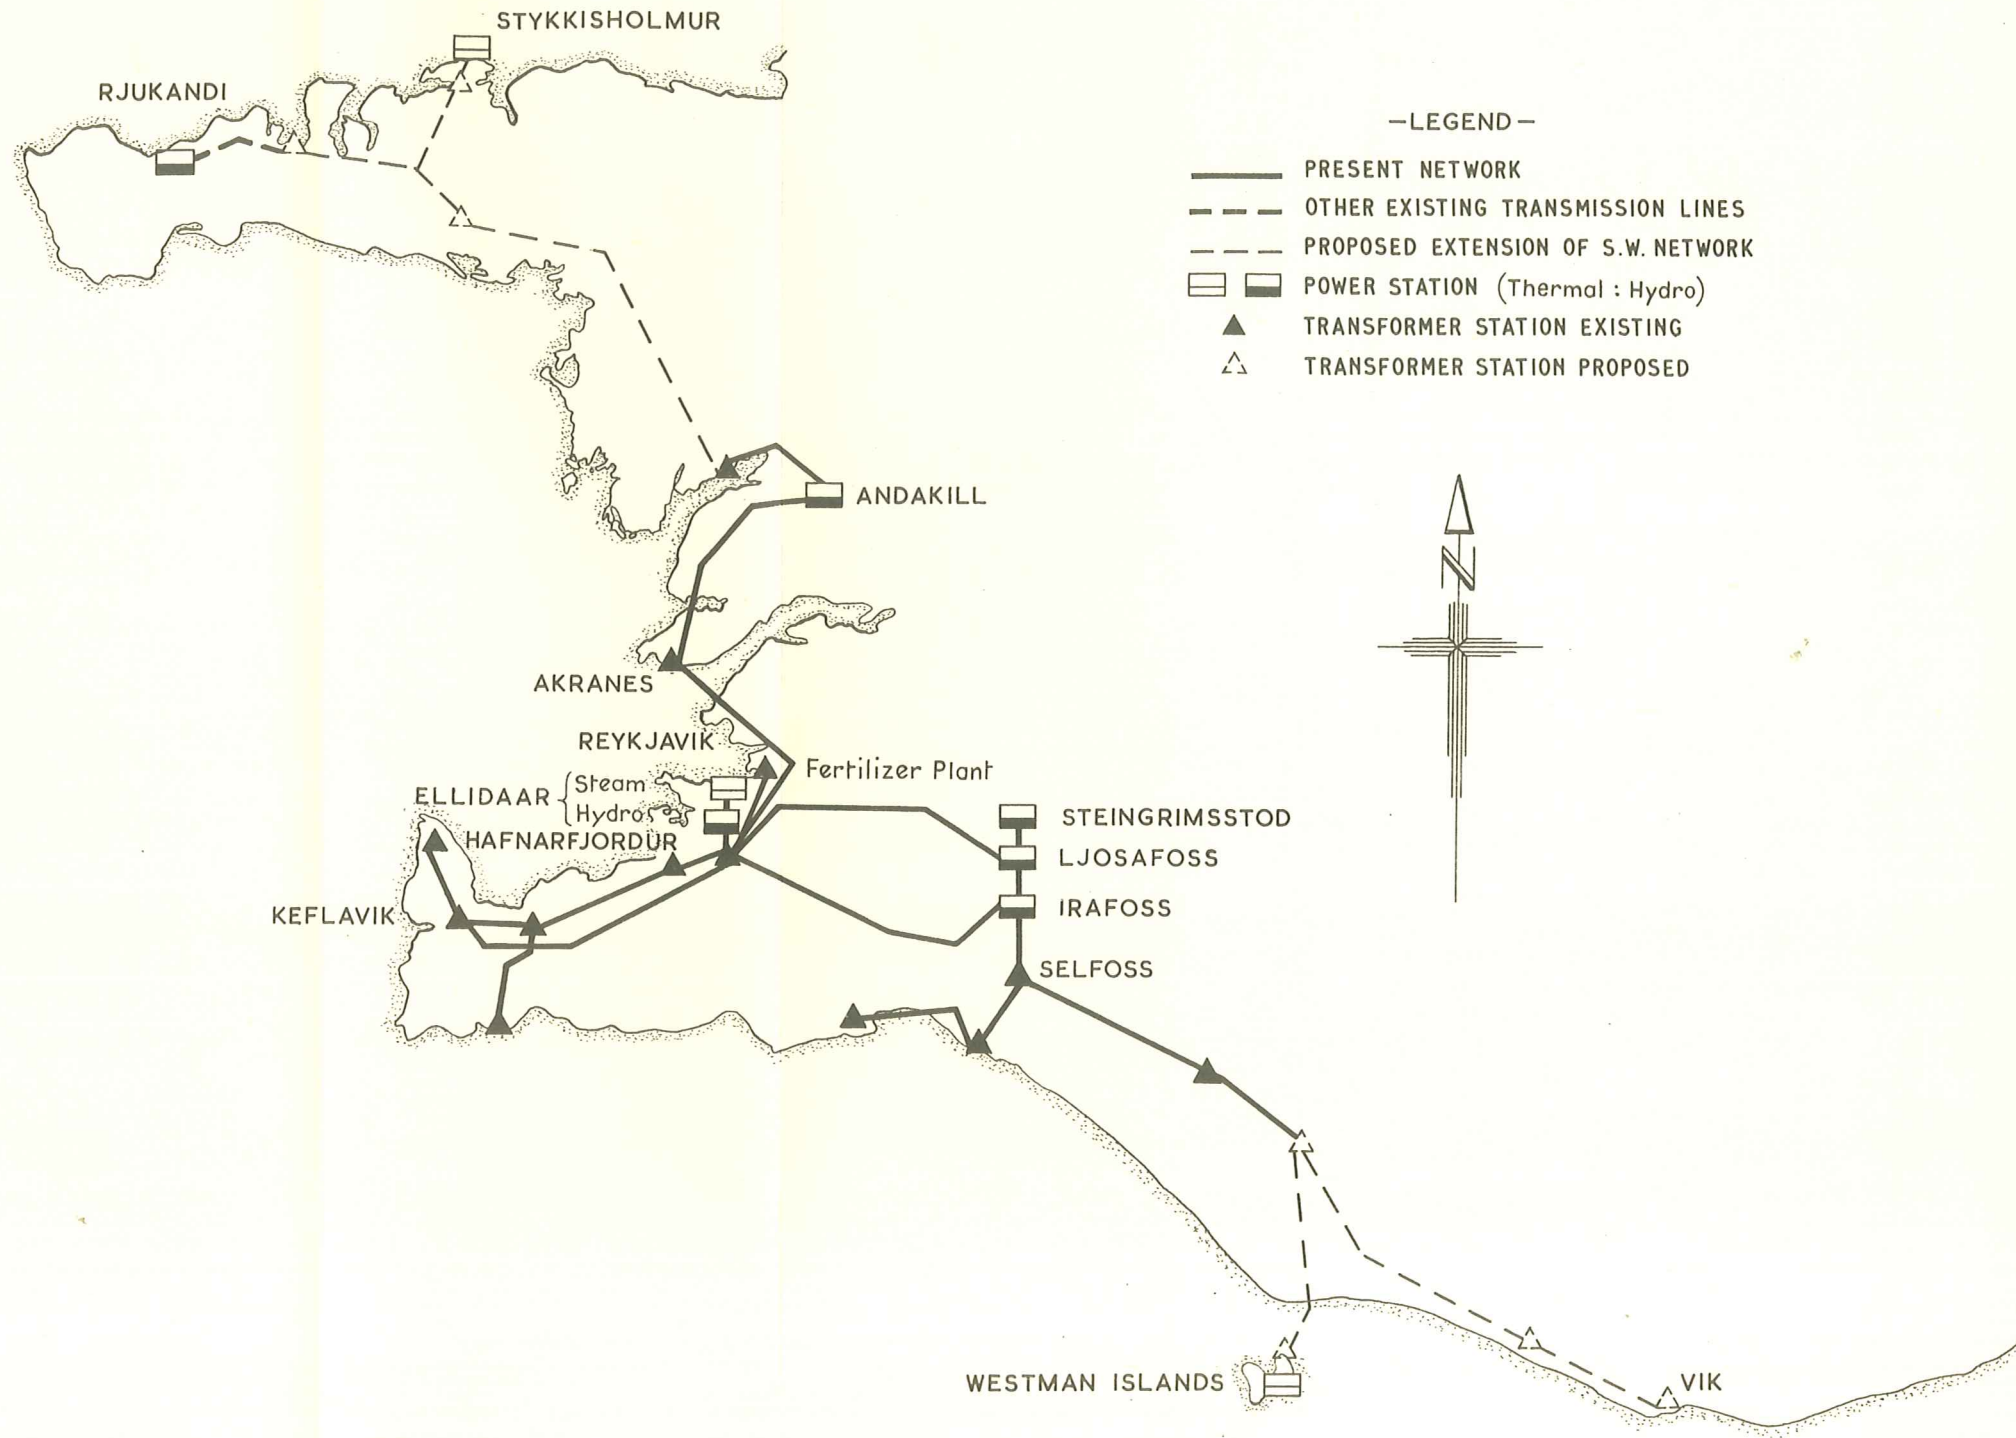 STYKKISHOLMUR
RJUKANDI
—LEGEND—
PRESENT NETWORK
OTHER EXISTING TRANSMISSION LINES
PROPOSED EXTENSION OF S.W. NETWORK
POWER STATION (Thermal : Hydro)
TRANSFORMER STATION EXISTING
TRANSFORMER STATION PROPOSED
ANDAKILL
N
AKRANES
REYKJAVIK
Fertilizer Plant
ELLIDAAR { Steam
Hydro
HAFNARFJORDUR
STEINGRIMSSTOD
LJOSAFOSS
KEFLAVIK
IRAFOSS
SELFOSS
WESTMAN ISLANDS
VIK